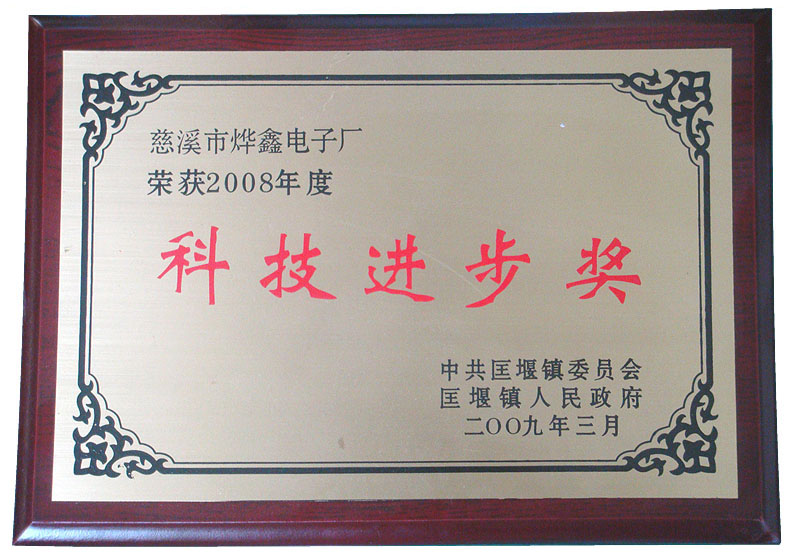 慈溪市烨鑫电子厂
荣获2008年度
科技进步奖
中共匡堰镇委员会
匡堰镇人民政府
二〇〇九年三月